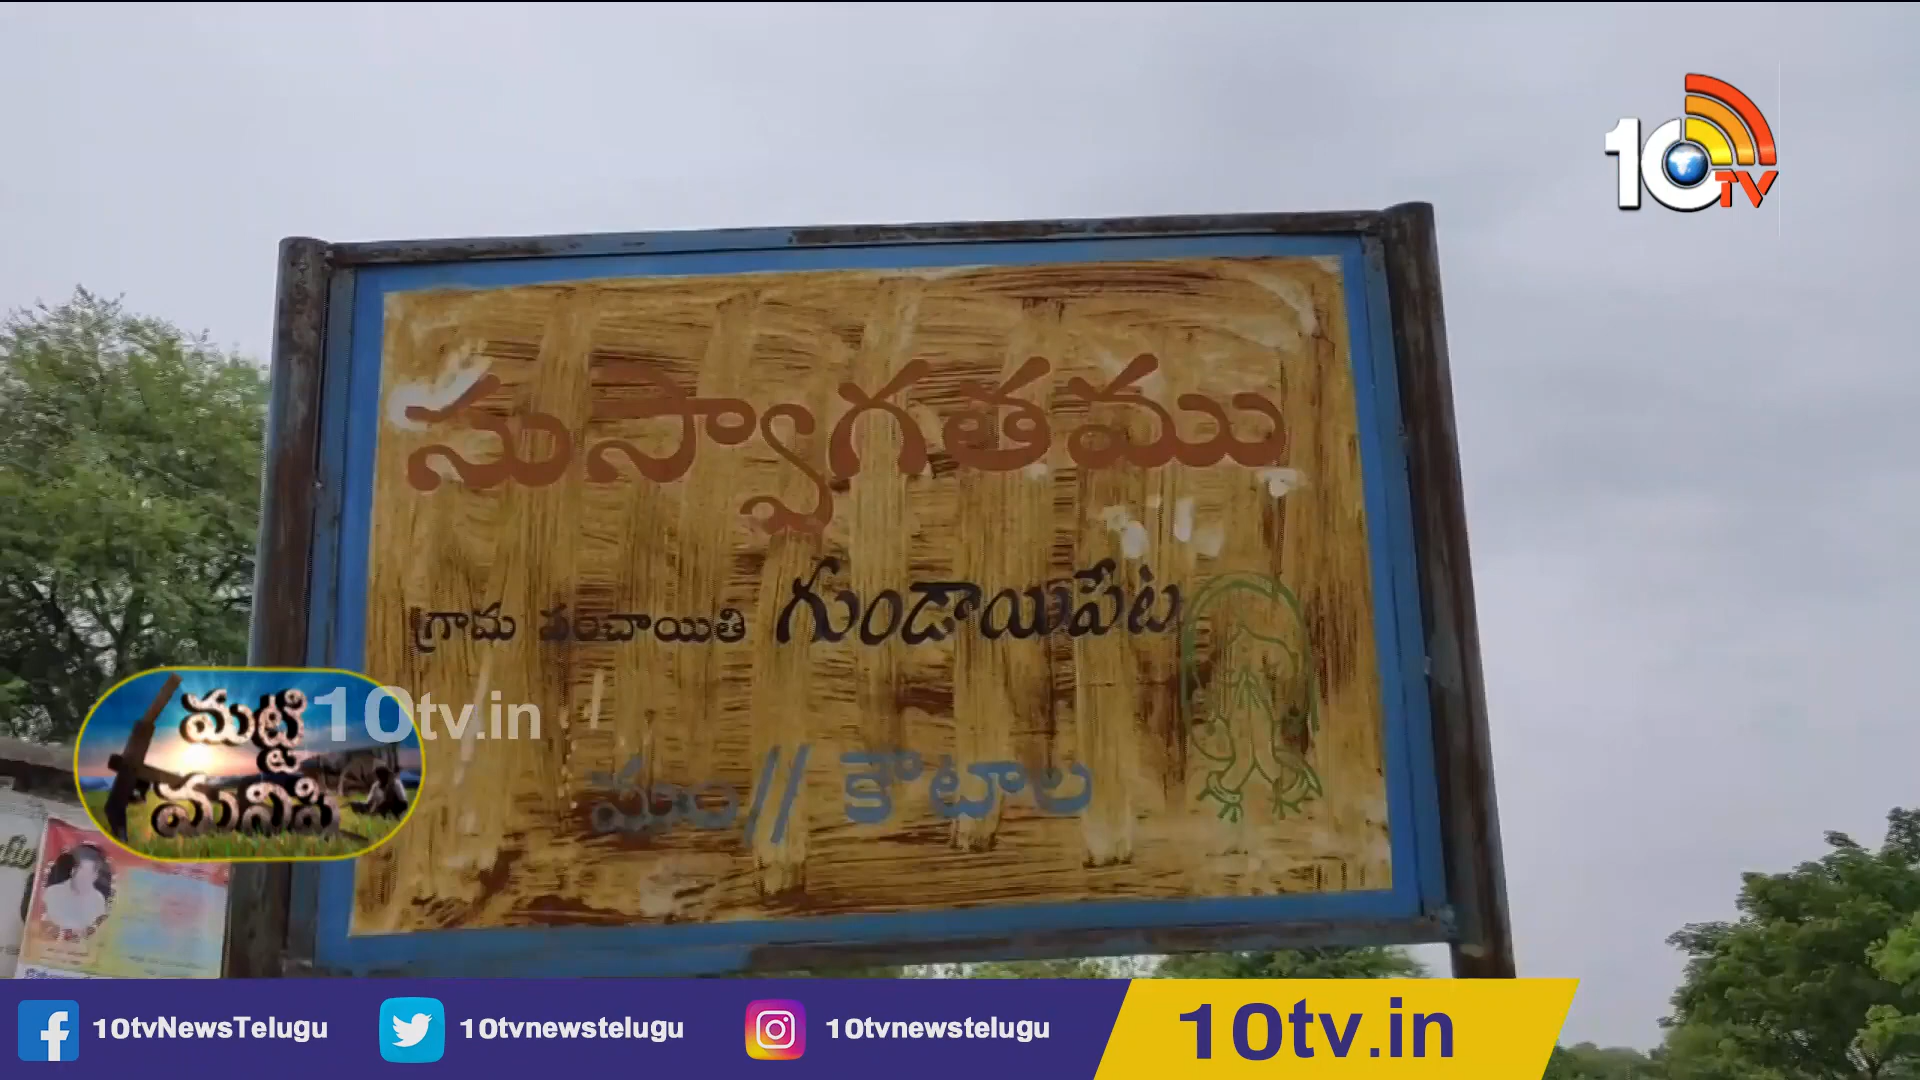 10TV
సుస్వాగతము
గ్రామ పంచాయితి గుండాయిపేట
మం// కౌటాల
మట్టి
మనిషి
10tv.in
10tvNewsTelugu
10tvnewstelugu
10tvnewstelugu
10tv.in